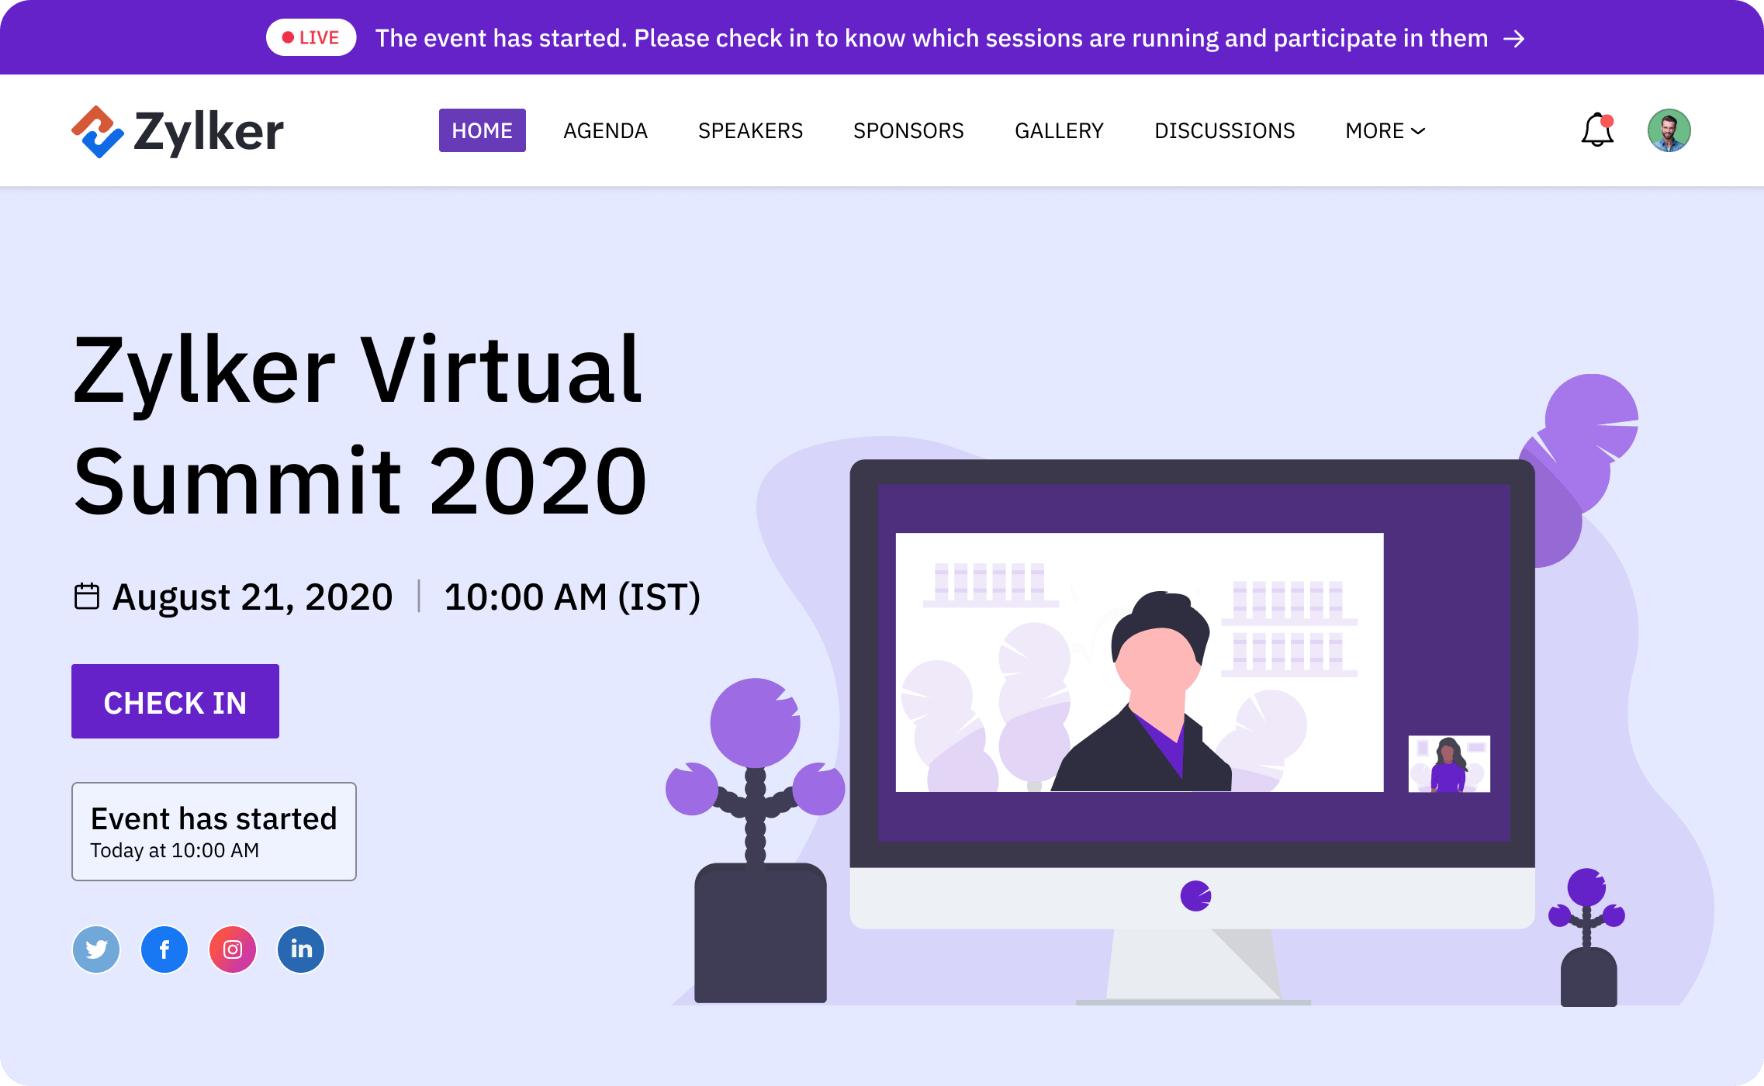 LIVE The event has started. Please check in to know which sessions are running and participate in them →
Zylker HOME AGENDA SPEAKERS SPONSORS GALLERY DISCUSSIONS MORE
Zylker Virtual
Summit 2020
August 21, 2020 | 10:00 AM (IST)
CHECK IN
Event has started
Today at 10:00 AM
f in